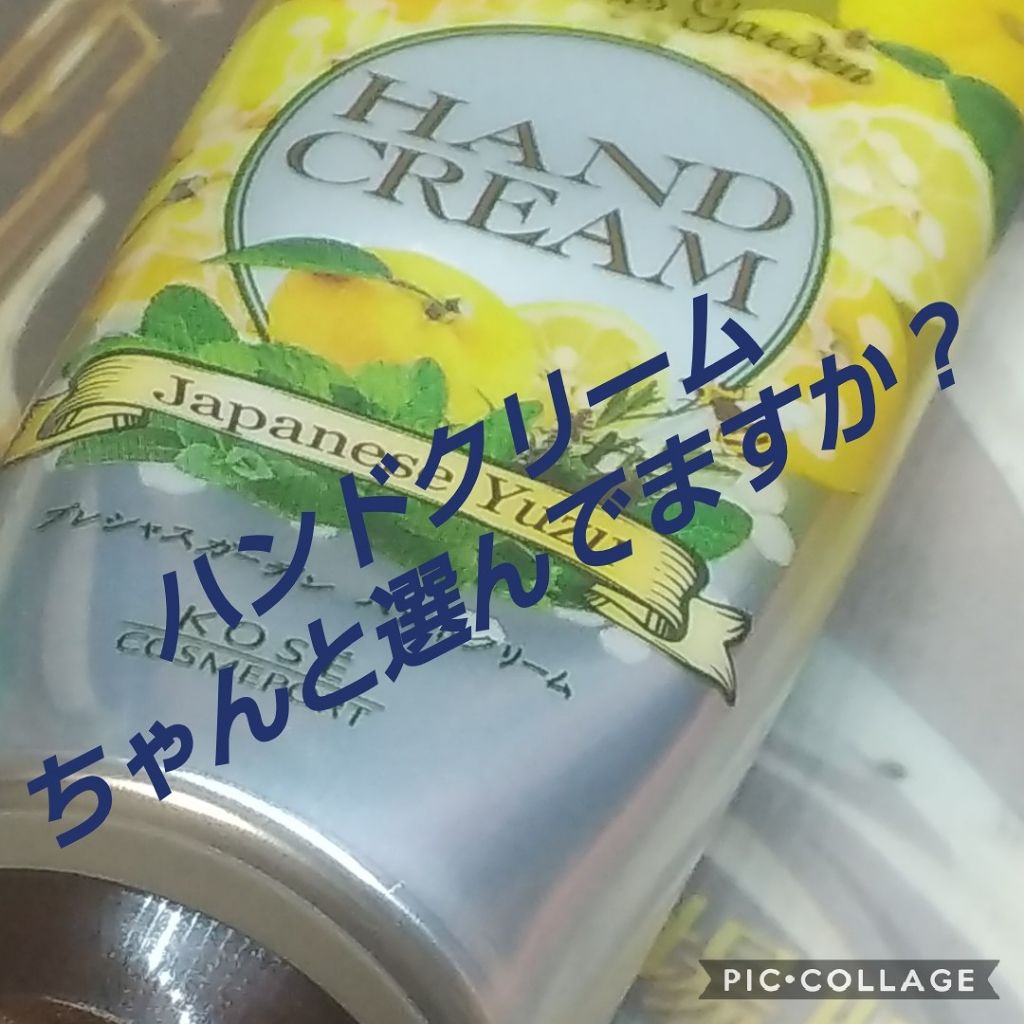 Garden
HAND
CREAM
Japanese Yuzu
プレシャスガーデン
リーム
KOSÉ
COSMEPORT
ハンドクリーム
ちゃんと選んでますか？
PIC•COLLAGE